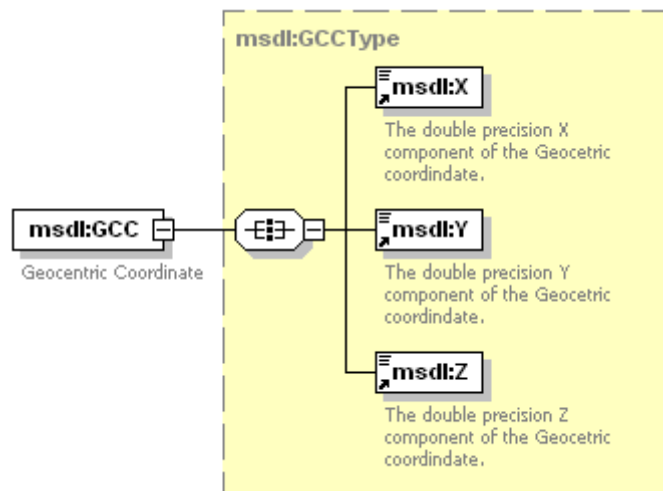 msdl:GCCType
msdl:X
The double precision X
component of the Geocetric
coordindate.
msdl:GCC
Geocentric Coordinate
msdl:Y
The double precision Y
component of the Geocetric
coordindate.
msdl:Z
The double precision Z
component of the Geocetric
coordindate.